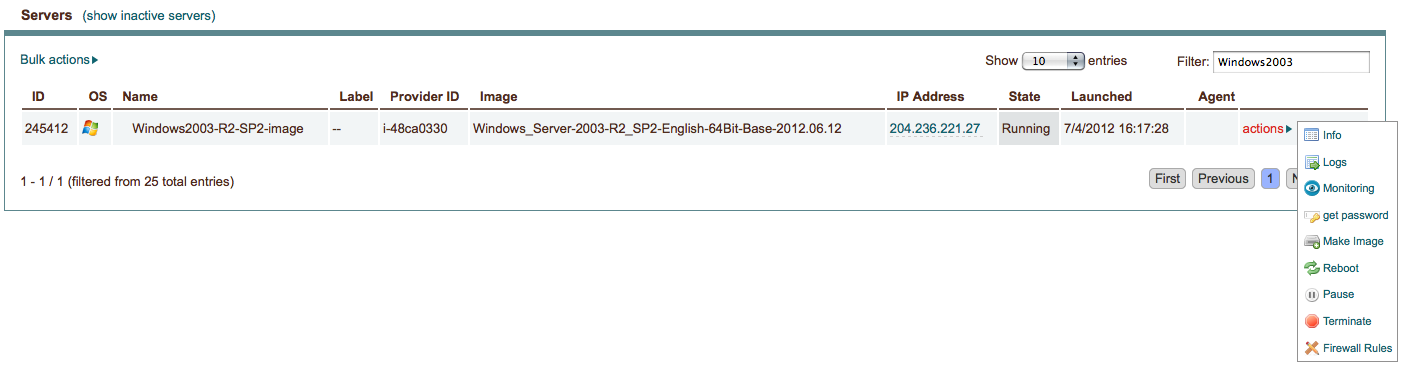 Servers (show inactive servers)
Bulk actions
Show 10 entries Filter: Windows2003
ID OS Name Label Provider ID Image IP Address State Launched Agent
245412 Windows2003-R2-SP2-image -- i-48ca0330 Windows_Server-2003-R2_SP2-English-64Bit-Base-2012.06.12 204.236.221.27 Running 7/4/2012 16:17:28 actions
Info
Logs
1 - 1 / 1 (filtered from 25 total entries) First Previous 1
Monitoring
get password
Make Image
Reboot
Pause
Terminate
Firewall Rules